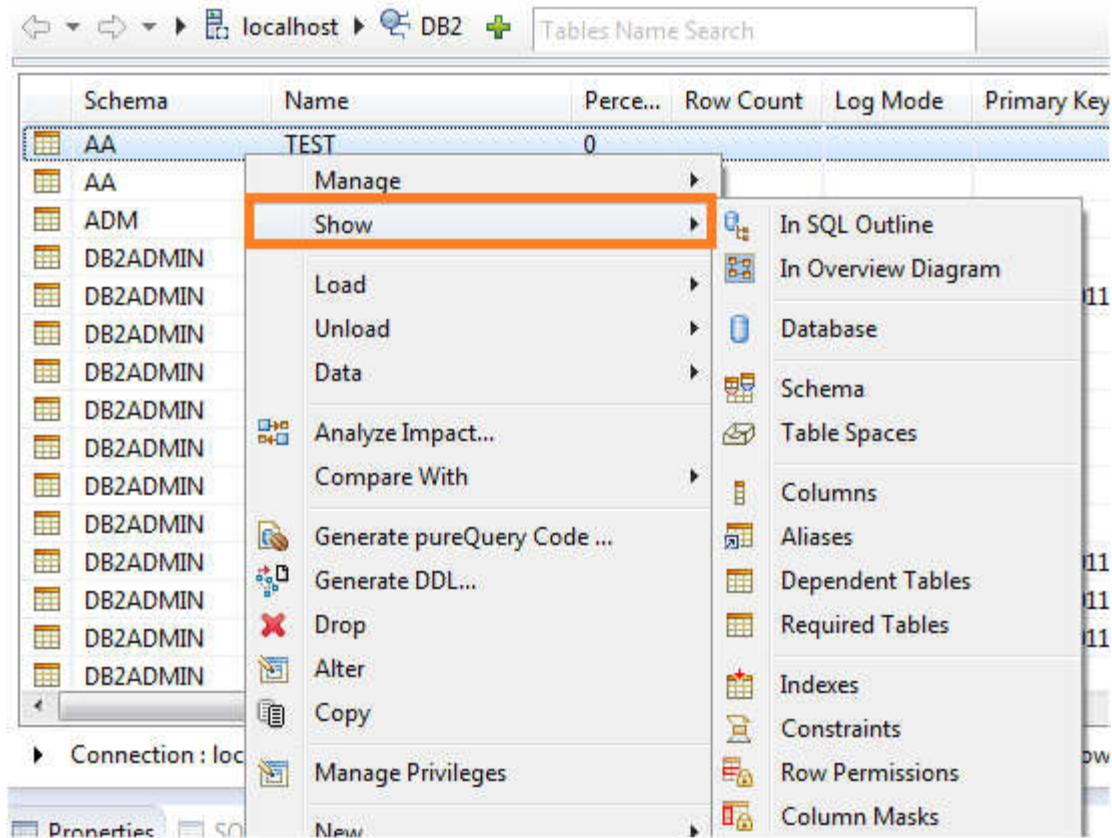 localhost DB2 Tables Name Search
Schema Name Perce... Row Count Log Mode Primary Key
AA TEST 0
AA
ADM
DB2ADMIN
DB2ADMIN 011
DB2ADMIN
DB2ADMIN
DB2ADMIN
DB2ADMIN
DB2ADMIN
DB2ADMIN
DB2ADMIN 011
DB2ADMIN 011
DB2ADMIN 011
DB2ADMIN
Connection : loc
Properties
Manage
Show
Load
Unload
Data
Analyze Impact...
Compare With
Generate pureQuery Code ...
Generate DDL...
Drop
Alter
Copy
Manage Privileges
New
In SQL Outline
In Overview Diagram
Database
Schema
Table Spaces
Columns
Aliases
Dependent Tables
Required Tables
Indexes
Constraints
Row Permissions
Column Masks